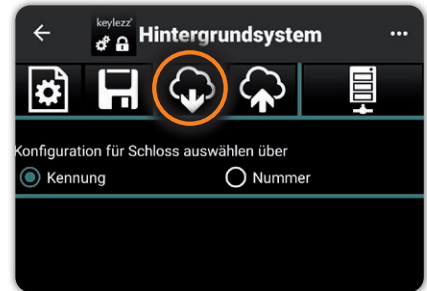 keylezz'
Hintergrundsystem
Konfiguration für Schloss auswählen über
Kennung
Nummer